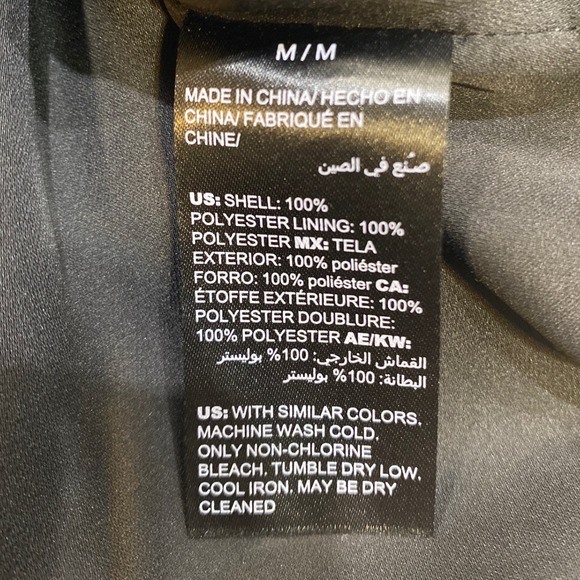 M/M
MADE IN CHINA/ HECHO EN
CHINA/ FABRIQUÉ EN
CHINE/
صنع في الصين
US: SHELL: 100%
POLYESTER LINING: 100%
POLYESTER MX: TELA
EXTERIOR: 100% poliéster
FORRO: 100% poliéster CA:
ÉTOFFE EXTÉRIEURE: 100%
POLYESTER DOUBLURE:
100% POLYESTER AE/KW:
القماش الخارجي: 100% بوليستر
البطانة: 100% بوليستر
US: WITH SIMILAR COLORS,
MACHINE WASH COLD,
ONLY NON-CHLORINE
BLEACH, TUMBLE DRY LOW,
COOL IRON, MAY BE DRY
CLEANED